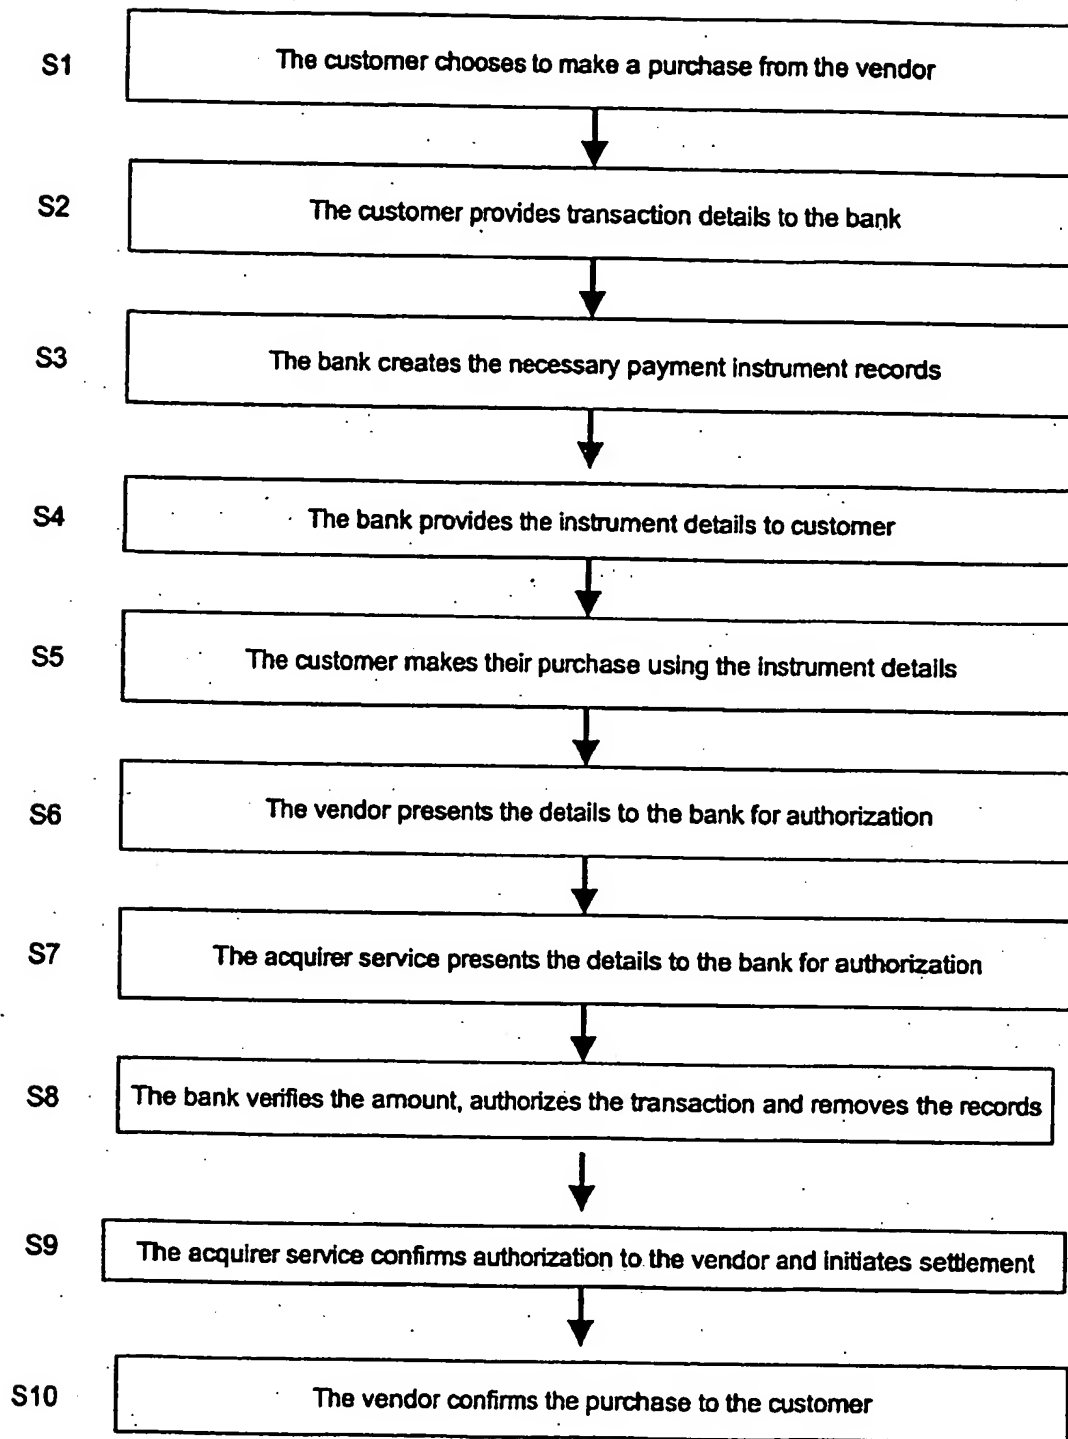 S1 The customer chooses to make a purchase from the vendor
S2 The customer provides transaction details to the bank
S3 The bank creates the necessary payment instrument records
S4 The bank provides the instrument details to customer
S5 The customer makes their purchase using the instrument details
S6 The vendor presents the details to the bank for authorization
S7 The acquirer service presents the details to the bank for authorization
S8 The bank verifies the amount, authorizes the transaction and removes the records
S9 The acquirer service confirms authorization to the vendor and initiates settlement
S10 The vendor confirms the purchase to the customer